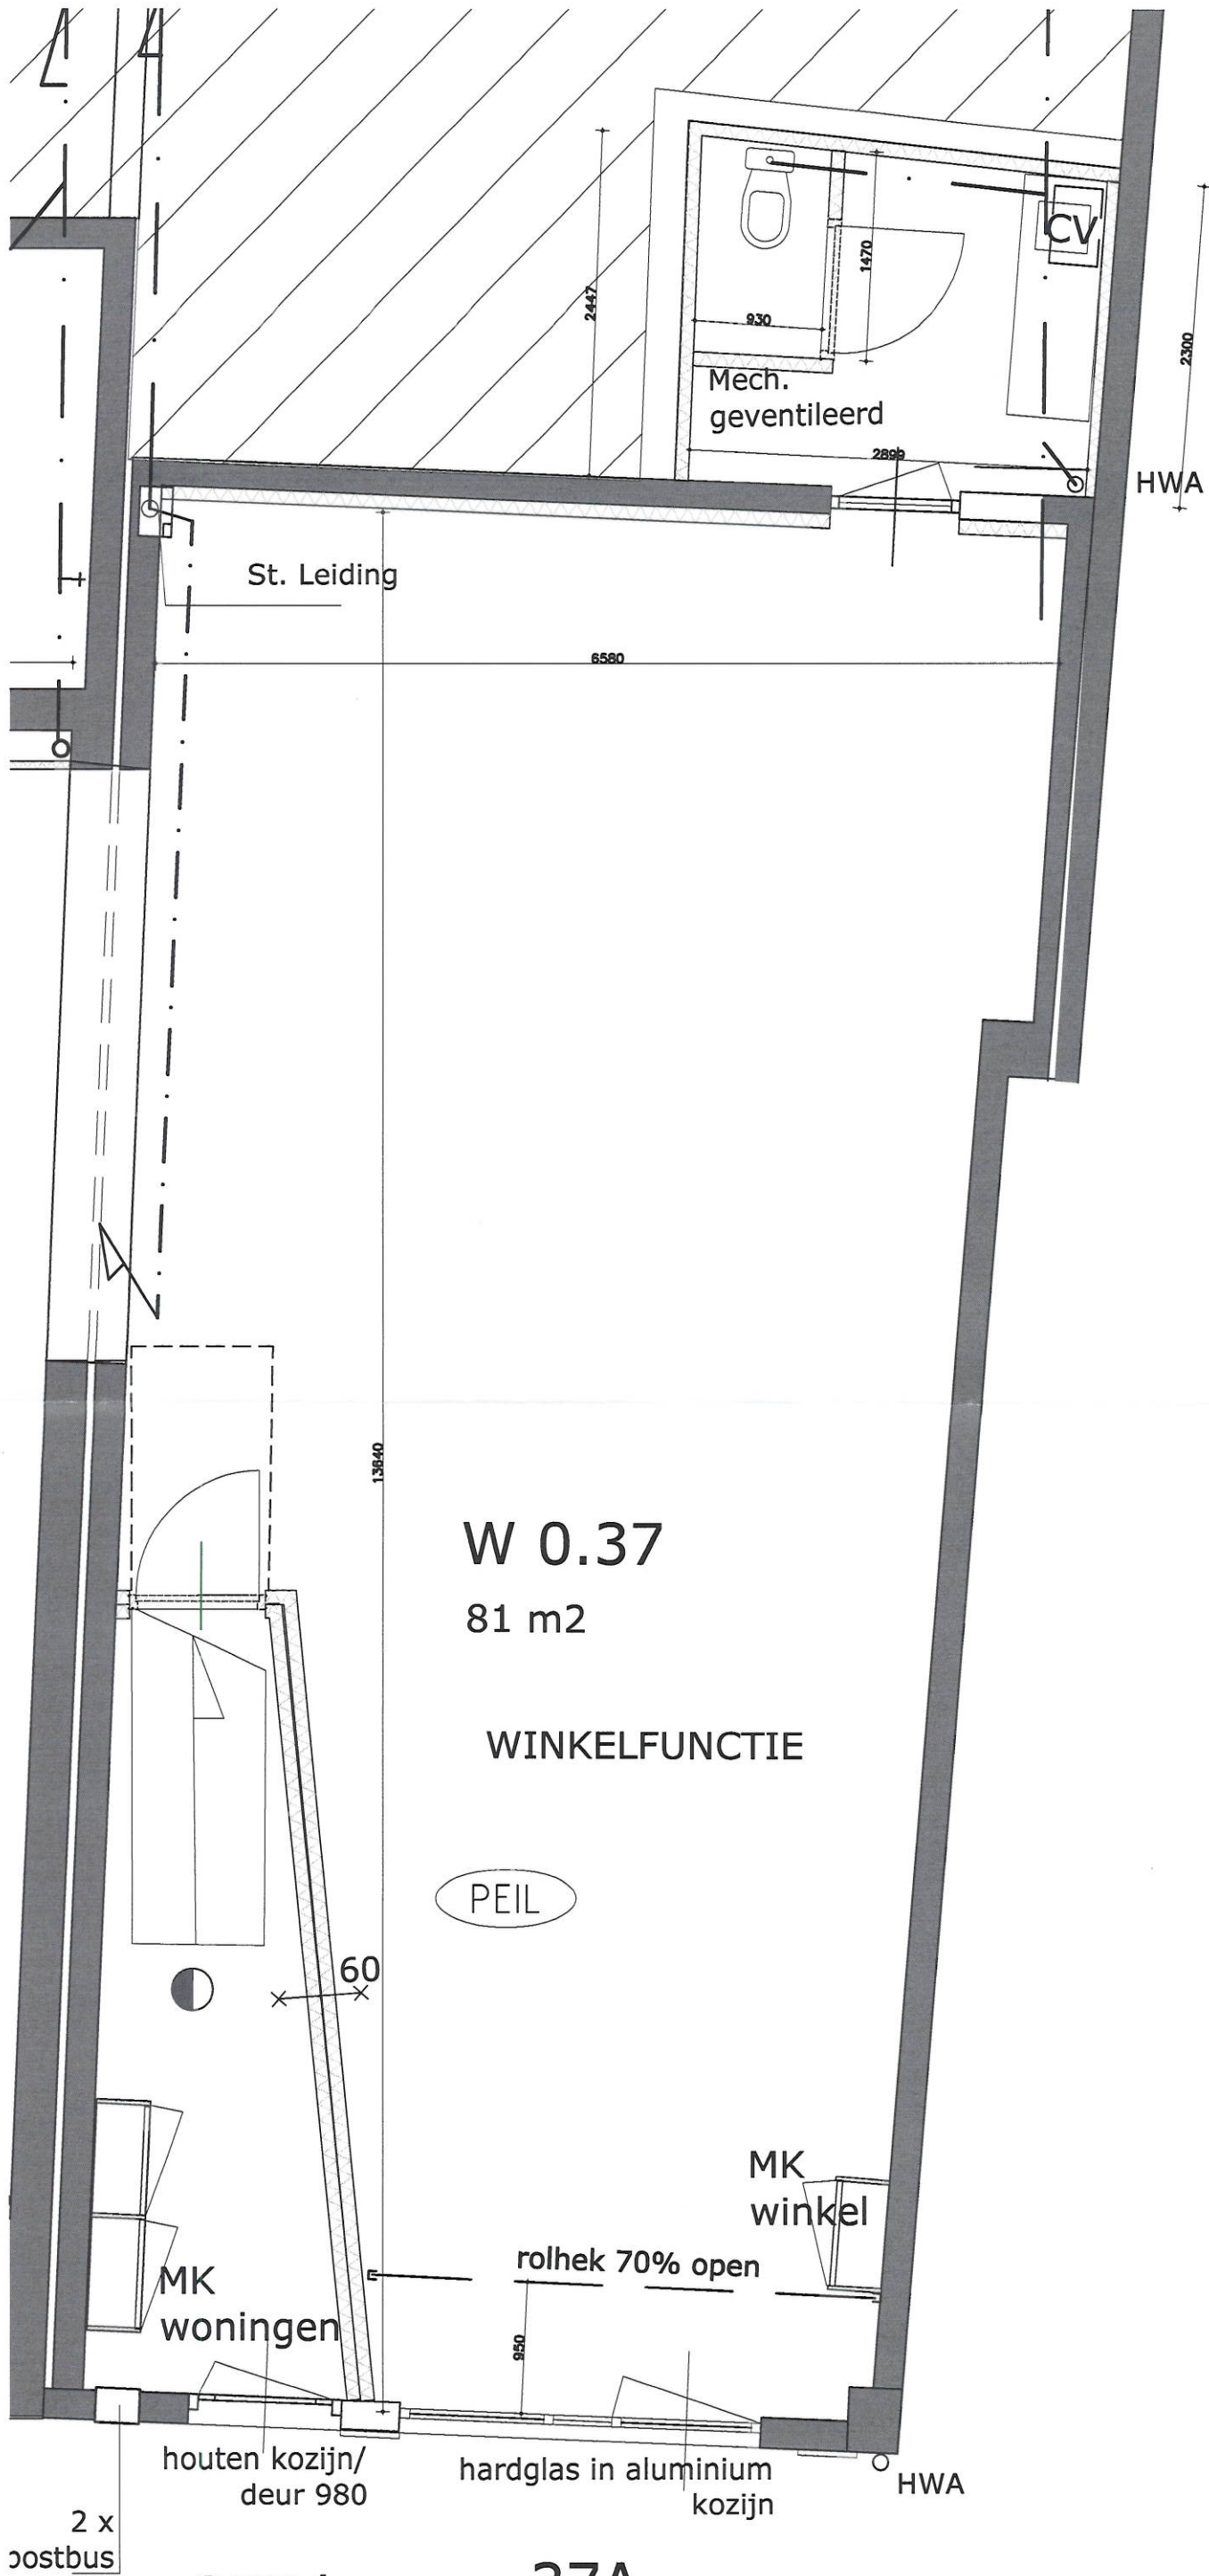 CV
1470
2447
930
2300
Mech.
geventileerd
2899
HWA
St. Leiding
6580
13640
W 0.37
81 m2
WINKELFUNCTIE
PEIL
60
MK
winkel
rolhek 70% open
MK
woningen
950
houten kozijn/
deur 980
hardglas in aluminium
kozijn
HWA
2 x
postbus
37A